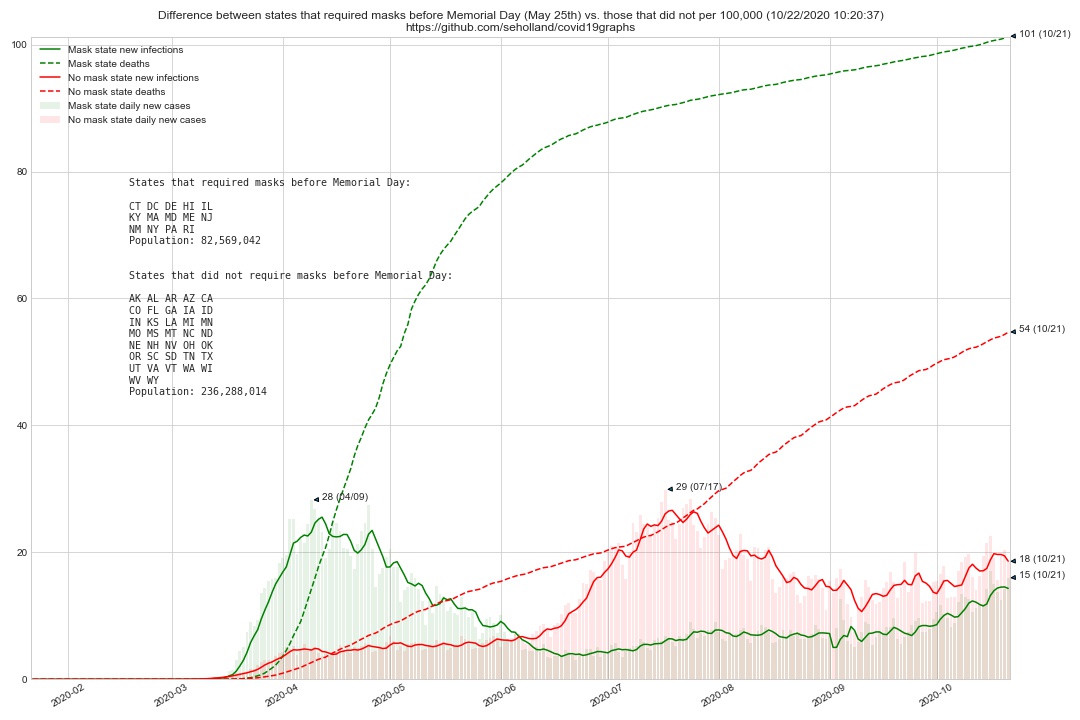 Difference between states that required masks before Memorial Day (May 25th) vs. those that did not per 100,000 (10/22/2020 10:20:37)
https://github.com/seholland/covid19graphs
100
80
60
40
20
0
Mask state new infections
Mask state deaths
No mask state new infections
No mask state deaths
Mask state daily new cases
No mask state daily new cases
States that required masks before Memorial Day:
CT DC DE HI IL
KY MA MD ME NJ
NM NY PA RI
Population: 82,569,042
States that did not require masks before Memorial Day:
AK AL AR AZ CA
CO FL GA IA ID
IN KS LA MI MN
MO MS MT NC ND
NE NH NV OH OK
OR SC SD TN TX
UT VA VT WA WI
WV WY
Population: 236,288,014
28 (04/09)
29 (07/17)
101 (10/21)
54 (10/21)
18 (10/21)
15 (10/21)
2020-02
2020-03
2020-04
2020-05
2020-06
2020-07
2020-08
2020-09
2020-10